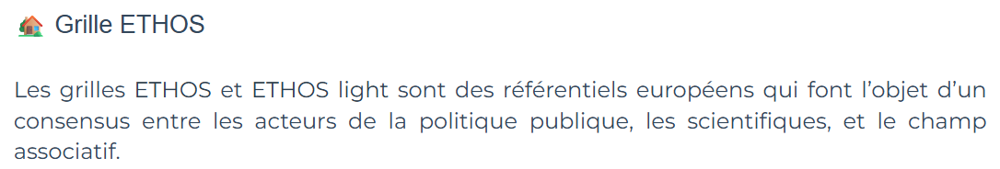 Grille ETHOS
Les grilles ETHOS et ETHOS light sont des référentiels européens qui font l’objet d’un
consensus entre les acteurs de la politique publique, les scientifiques, et le champ
associatif.